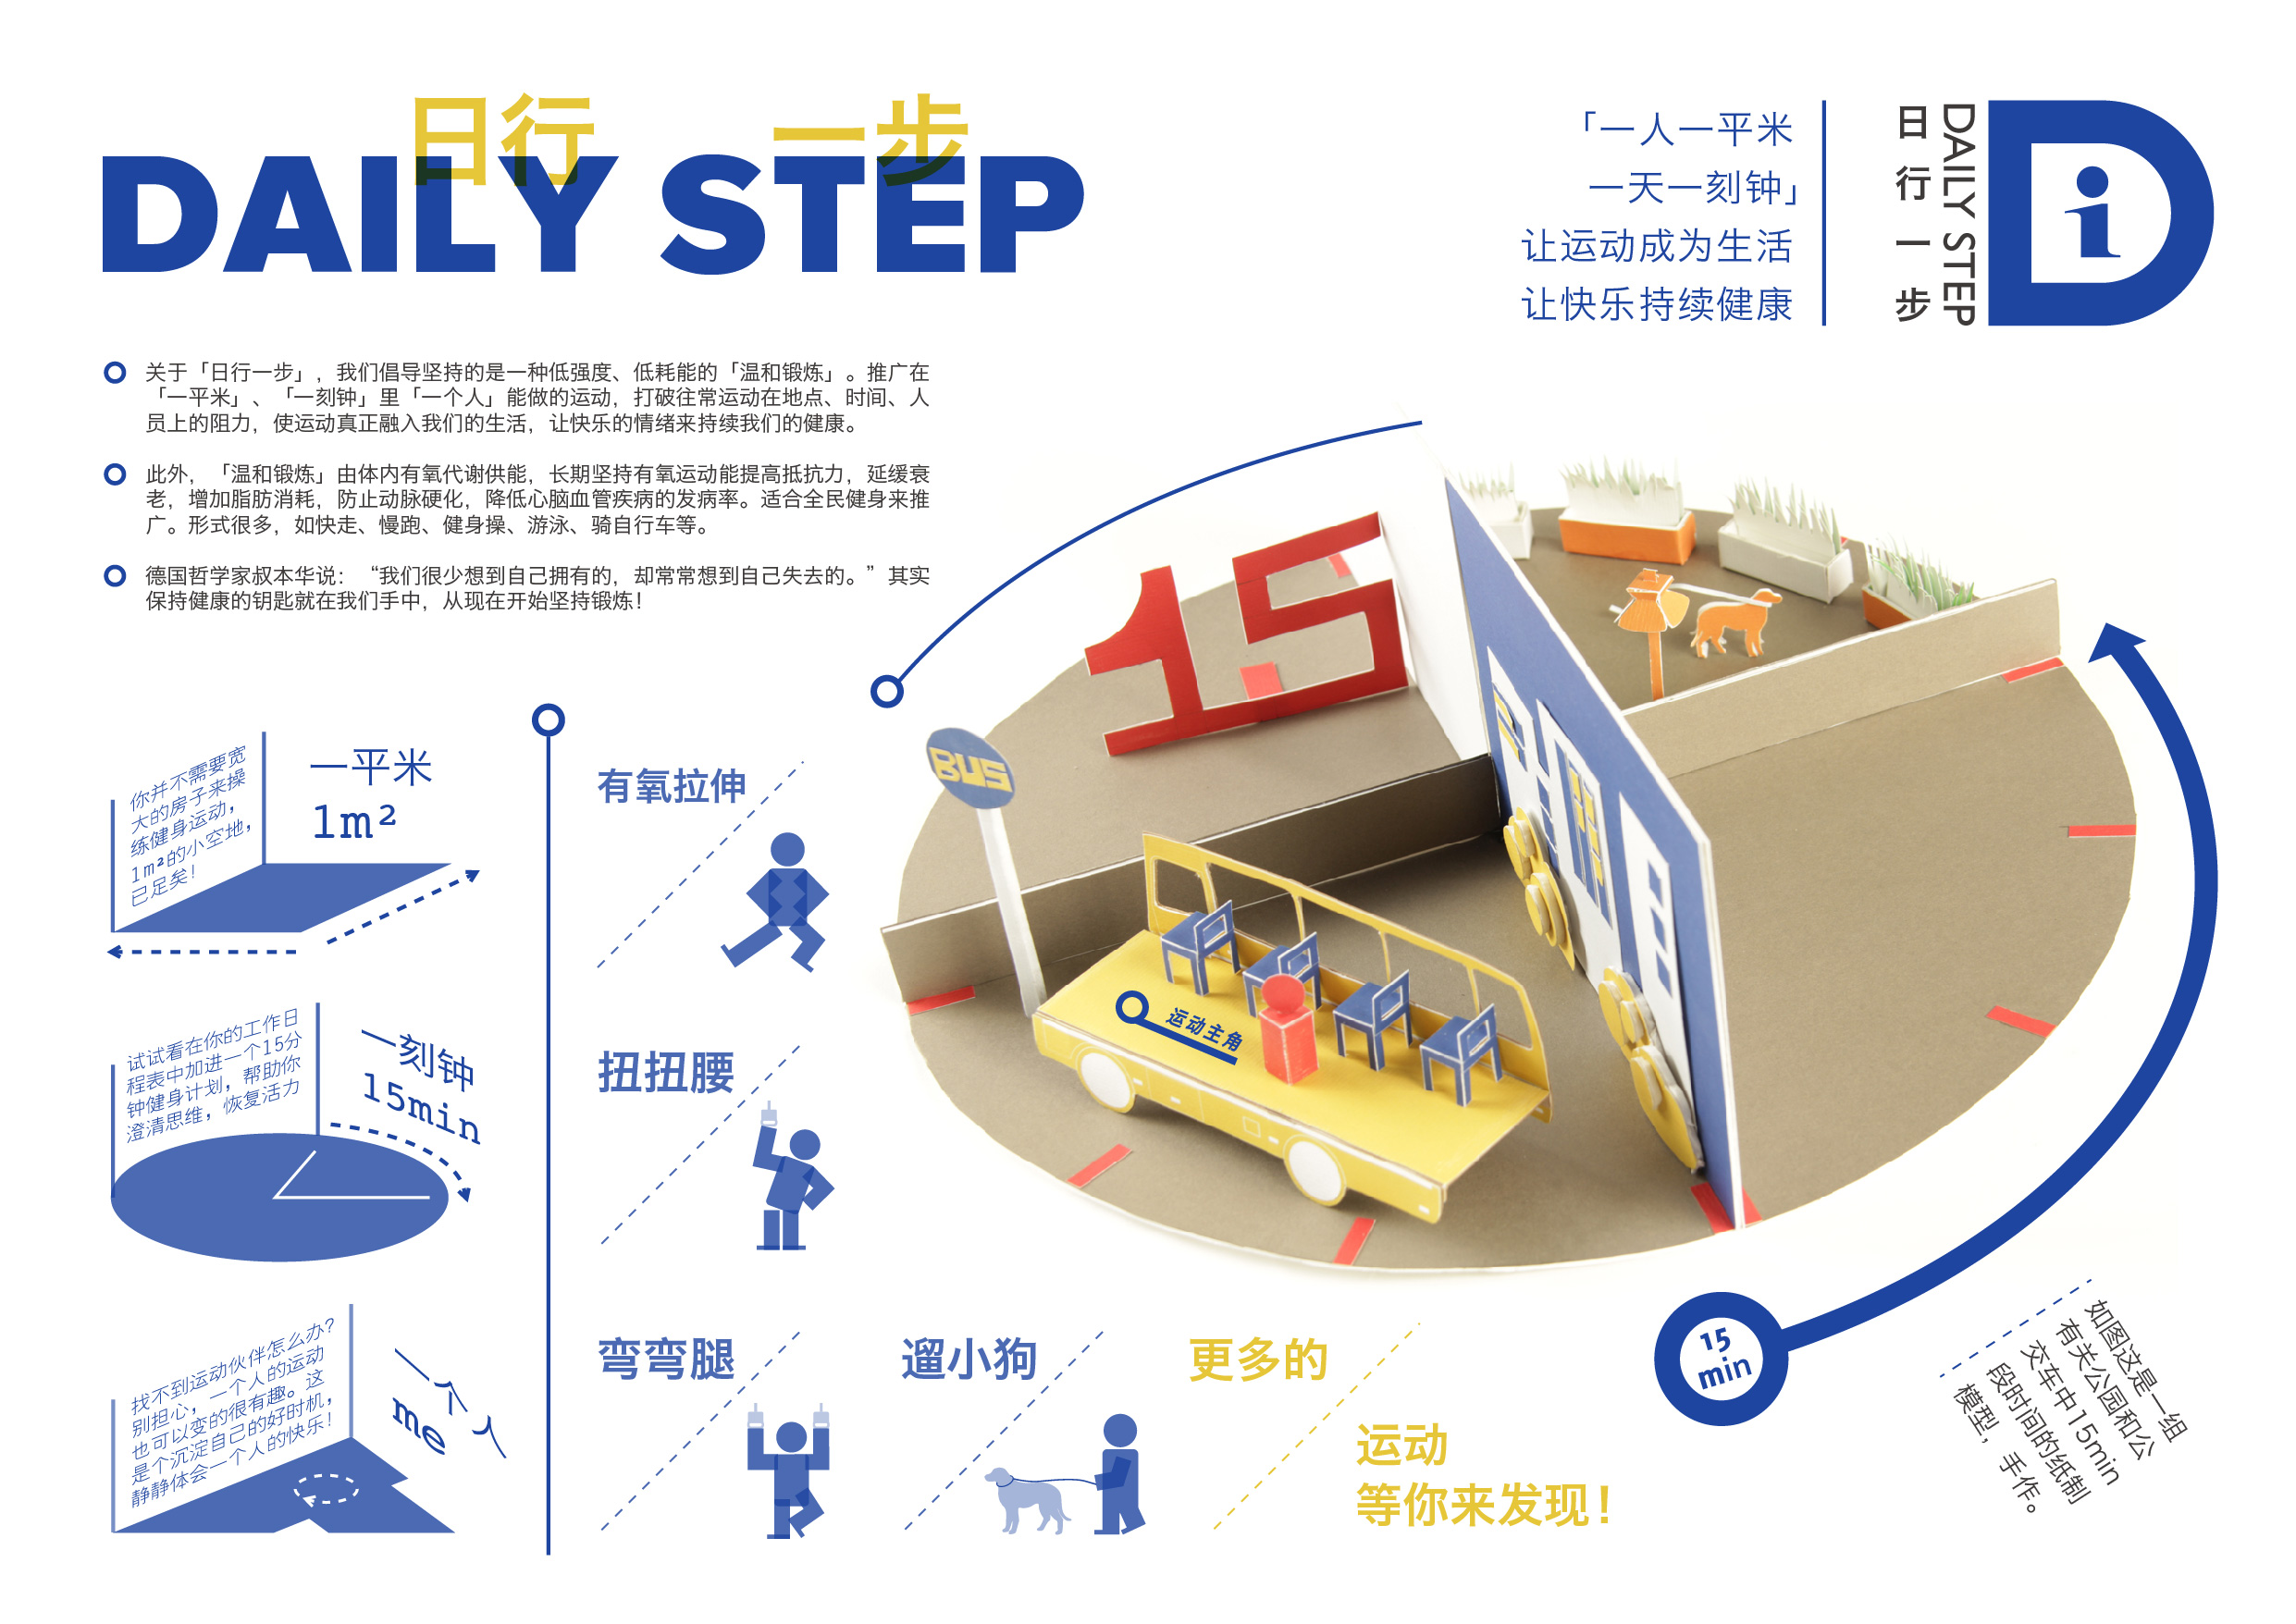 日行 一步
DAILY STEP
「一人一平米
一天一刻钟」
让运动成为生活
让快乐持续健康
日行一步
DAILY STEP
Di
关于「日行一步」，我们倡导坚持的是一种低强度、低耗能的「温和锻炼」。推广在
「一平米」、「一刻钟」里「一个人」能做的运动，打破往常运动在地点、时间、人
员上的阻力，使运动真正融入我们的生活，让快乐的情绪来持续我们的健康。
此外，「温和锻炼」由体内有氧代谢供能，长期坚持有氧运动能提高抵抗力，延缓衰
老，增加脂肪消耗，防止动脉硬化，降低心脑血管疾病的发病率。适合全民健身来推
广。形式很多，如快走、慢跑、健身操、游泳、骑自行车等。
德国哲学家叔本华说：“我们很少想到自己拥有的，却常常想到自己失去的。”其实
保持健康的钥匙就在我们手中，从现在开始坚持锻炼！
你并不需要宽
大的房子来操
练健身运动，
1m²的小空地，
已足矣！
一平米
1m²
试试看在你的工作日
程表中加进一个15分
钟健身计划，帮助你
澄清思维，恢复活力
一刻钟
15min
找不到运动伙伴怎么办？
别担心，一个人的运动
也可以变的很有趣。这
是个沉淀自己的好时机，
静静体会一个人的快乐！
一个人
me
有氧拉伸
扭扭腰
弯弯腿
遛小狗
更多的
运动
等你来发现！
15
BUS
运动主角
15
min
如图这是一组
有关公园和公
交车中15min
段时间的纸制
模型，手作。